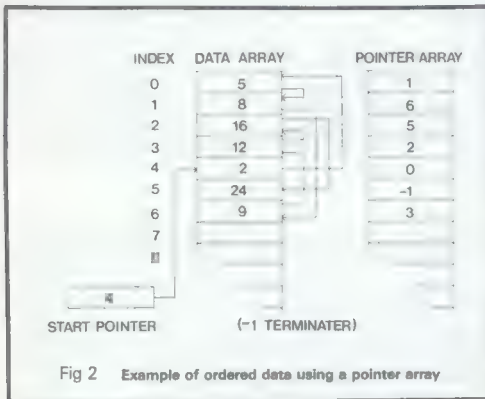 INDEX DATA ARRAY POINTER ARRAY
0 5 1
1 8 6
2 16 5
3 12 2
4 2 0
5 24 -1
6 9 3
7
4
START POINTER (-1 TERMINATER)
Fig 2 Example of ordered data using a pointer array